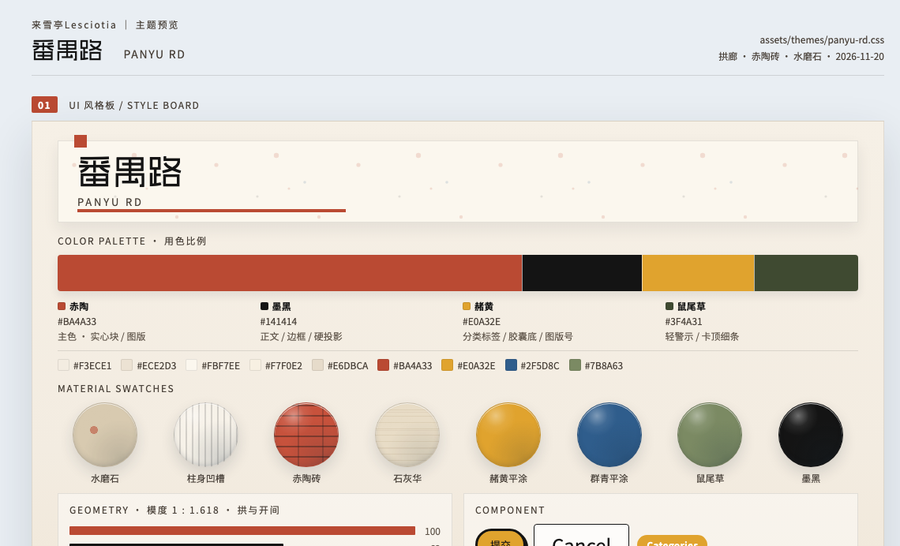 来雪亭Lesciotia ｜ 主题预览
番禺路 PANYU RD
assets/themes/panyu-rd.css
拱廊 · 赤陶砖 · 水磨石 · 2026-11-20
01 UI 风格板 / STYLE BOARD
番禺路
PANYU RD
COLOR PALETTE · 用色比例
赤陶 墨黑 赭黄 鼠尾草
#BA4A33 #141414 #E0A32E #3F4A31
主色 · 实心块 / 图版 正文 / 边框 / 硬投影 分类标签 / 胶囊底 / 图版号 轻警示 / 卡顶细条
#F3ECE1 #ECE2D3 #FBF7EE #F7F0E2 #E6DBCA #BA4A33 #E0A32E #2F5D8C #7B8A63
MATERIAL SWATCHES
水磨石 柱身凹槽 赤陶砖 石灰华 赭黄平涂 群青平涂 鼠尾草 墨黑
GEOMETRY · 模度 1 : 1.618 · 拱与开间
100
COMPONENT
提交 Cancel Categories